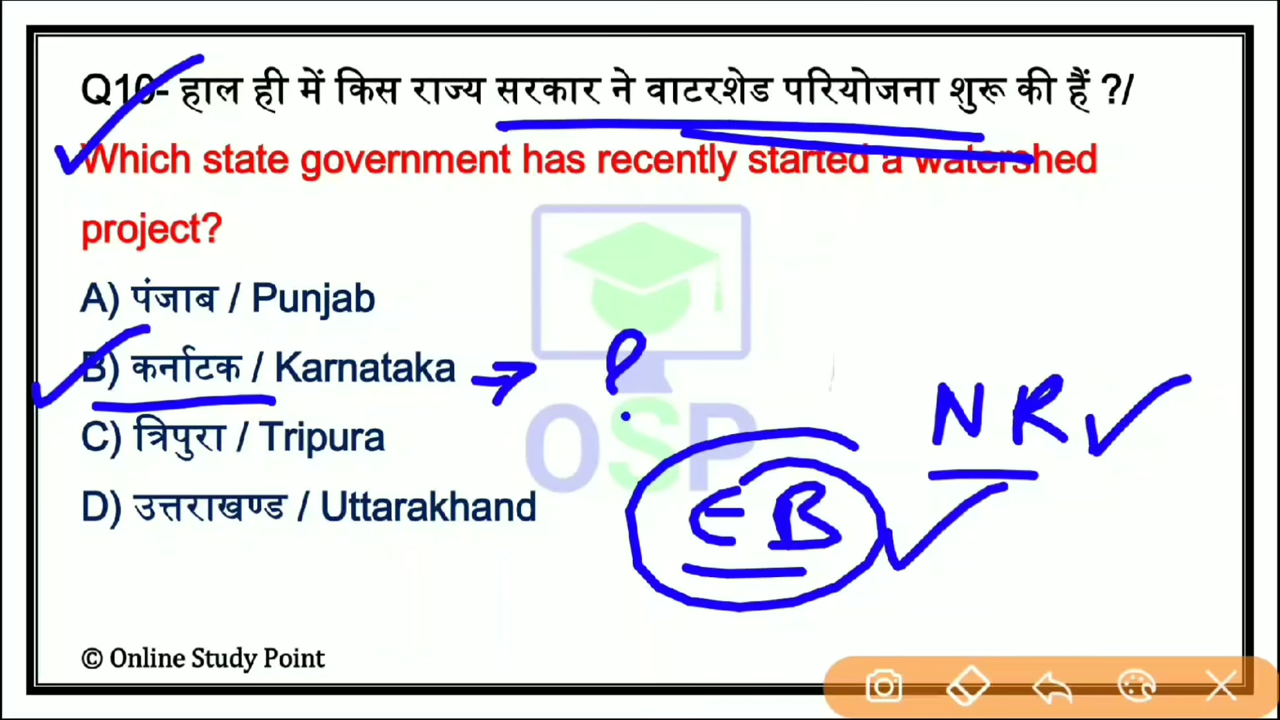 Q10- हाल ही में किस राज्य सरकार ने वाटरशेड परियोजना शुरू की हैं ?/
Which state government has recently started a watershed
project?
A) पंजाब / Punjab
B) कर्नाटक / Karnataka
P
NR
C) त्रिपुरा / Tripura
OSP
EB
D) उत्तराखण्ड / Uttarakhand
© Online Study Point